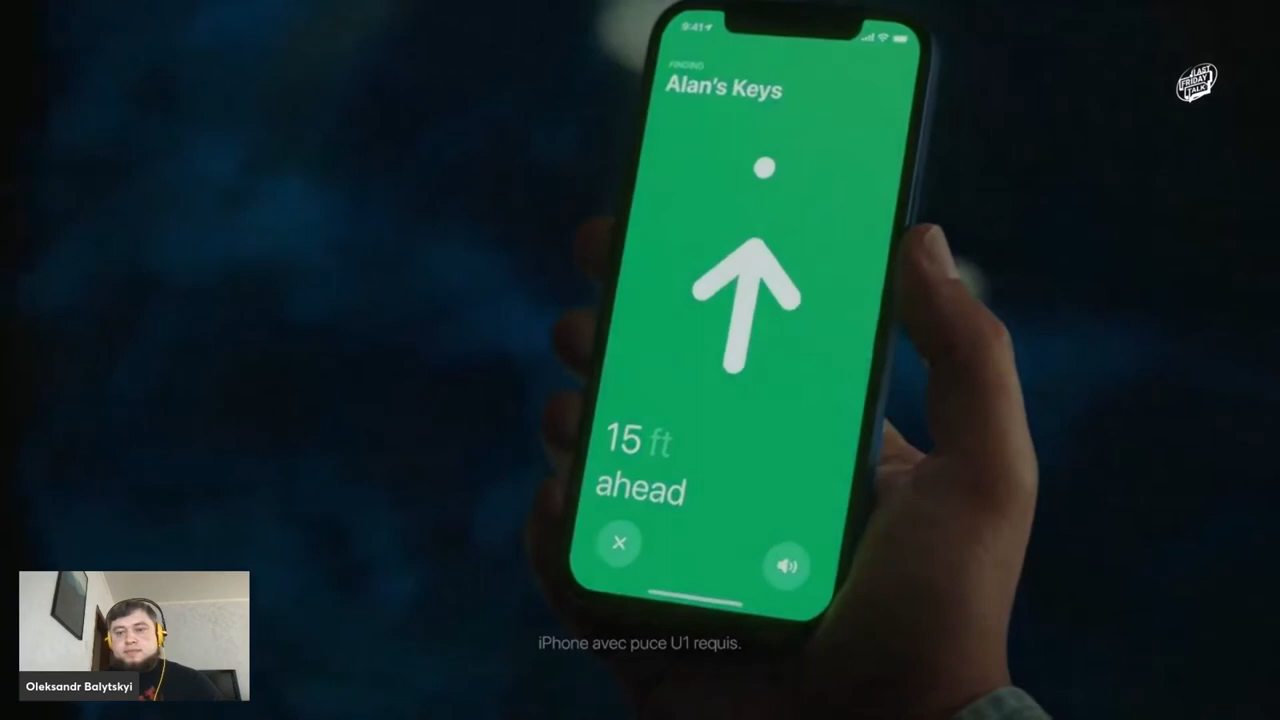 9:41
FINDING
Alan's Keys
15 ft
ahead
LAST
FRIDAY
TALK
iPhone avec puce U1 requis.
Oleksandr Balytskyi